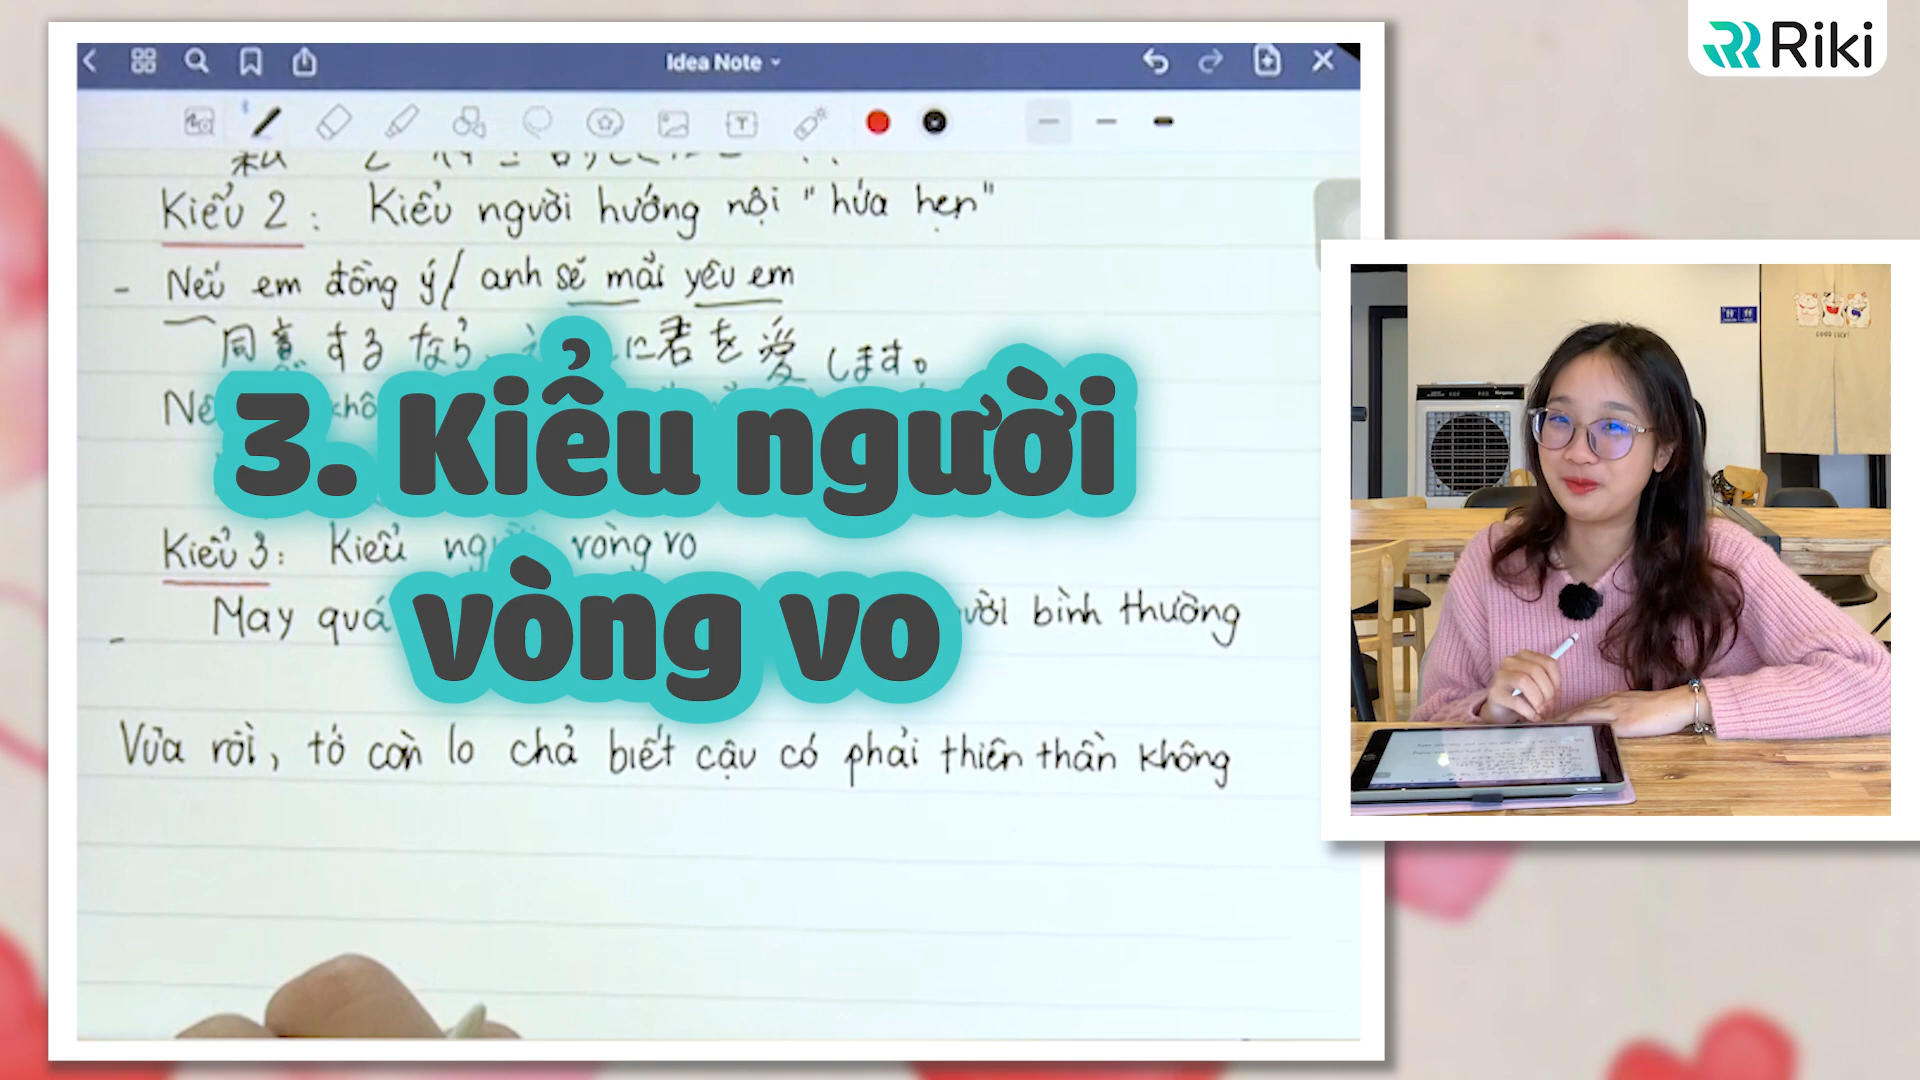 Riki
Idea Note
Kiểu 2 : Kiểu người hướng nội "hứa hẹn"
- Nếu em đồng ý / anh sẽ mãi yêu em
同意するなら、に君を愛します。
3. Kiểu người
vòng vo
Kiểu 3 : Kiểu người vòng vo
- May quá bình thường
Vừa rồi, tớ còn lo chả biết cậu có phải thiên thần không
GOOD LUCK!